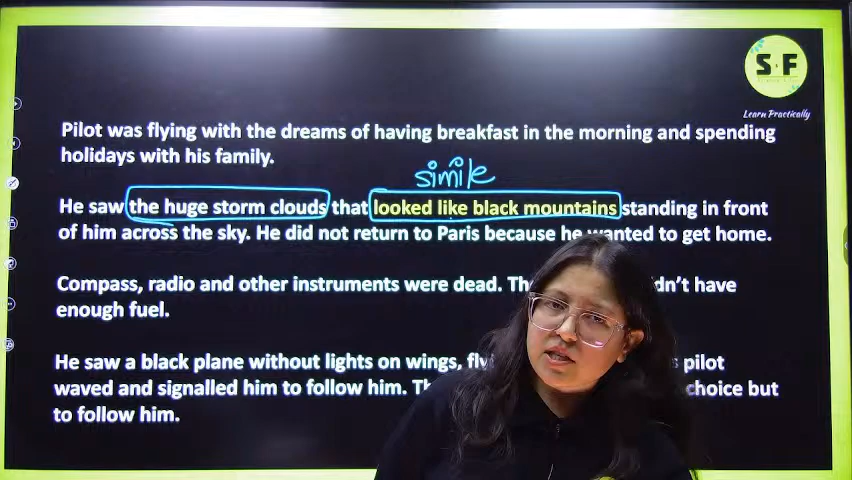 S F
Learn Practically
Pilot was flying with the dreams of having breakfast in the morning and spending
holidays with his family.
simile
He saw the huge storm clouds that looked like black mountains standing in front
of him across the sky. He did not return to Paris because he wanted to get home.
Compass, radio and other instruments were dead. dn't have
enough fuel.
He saw a black plane without lights on wings, pilot
waved and signalled him to follow him. choice but
to follow him.